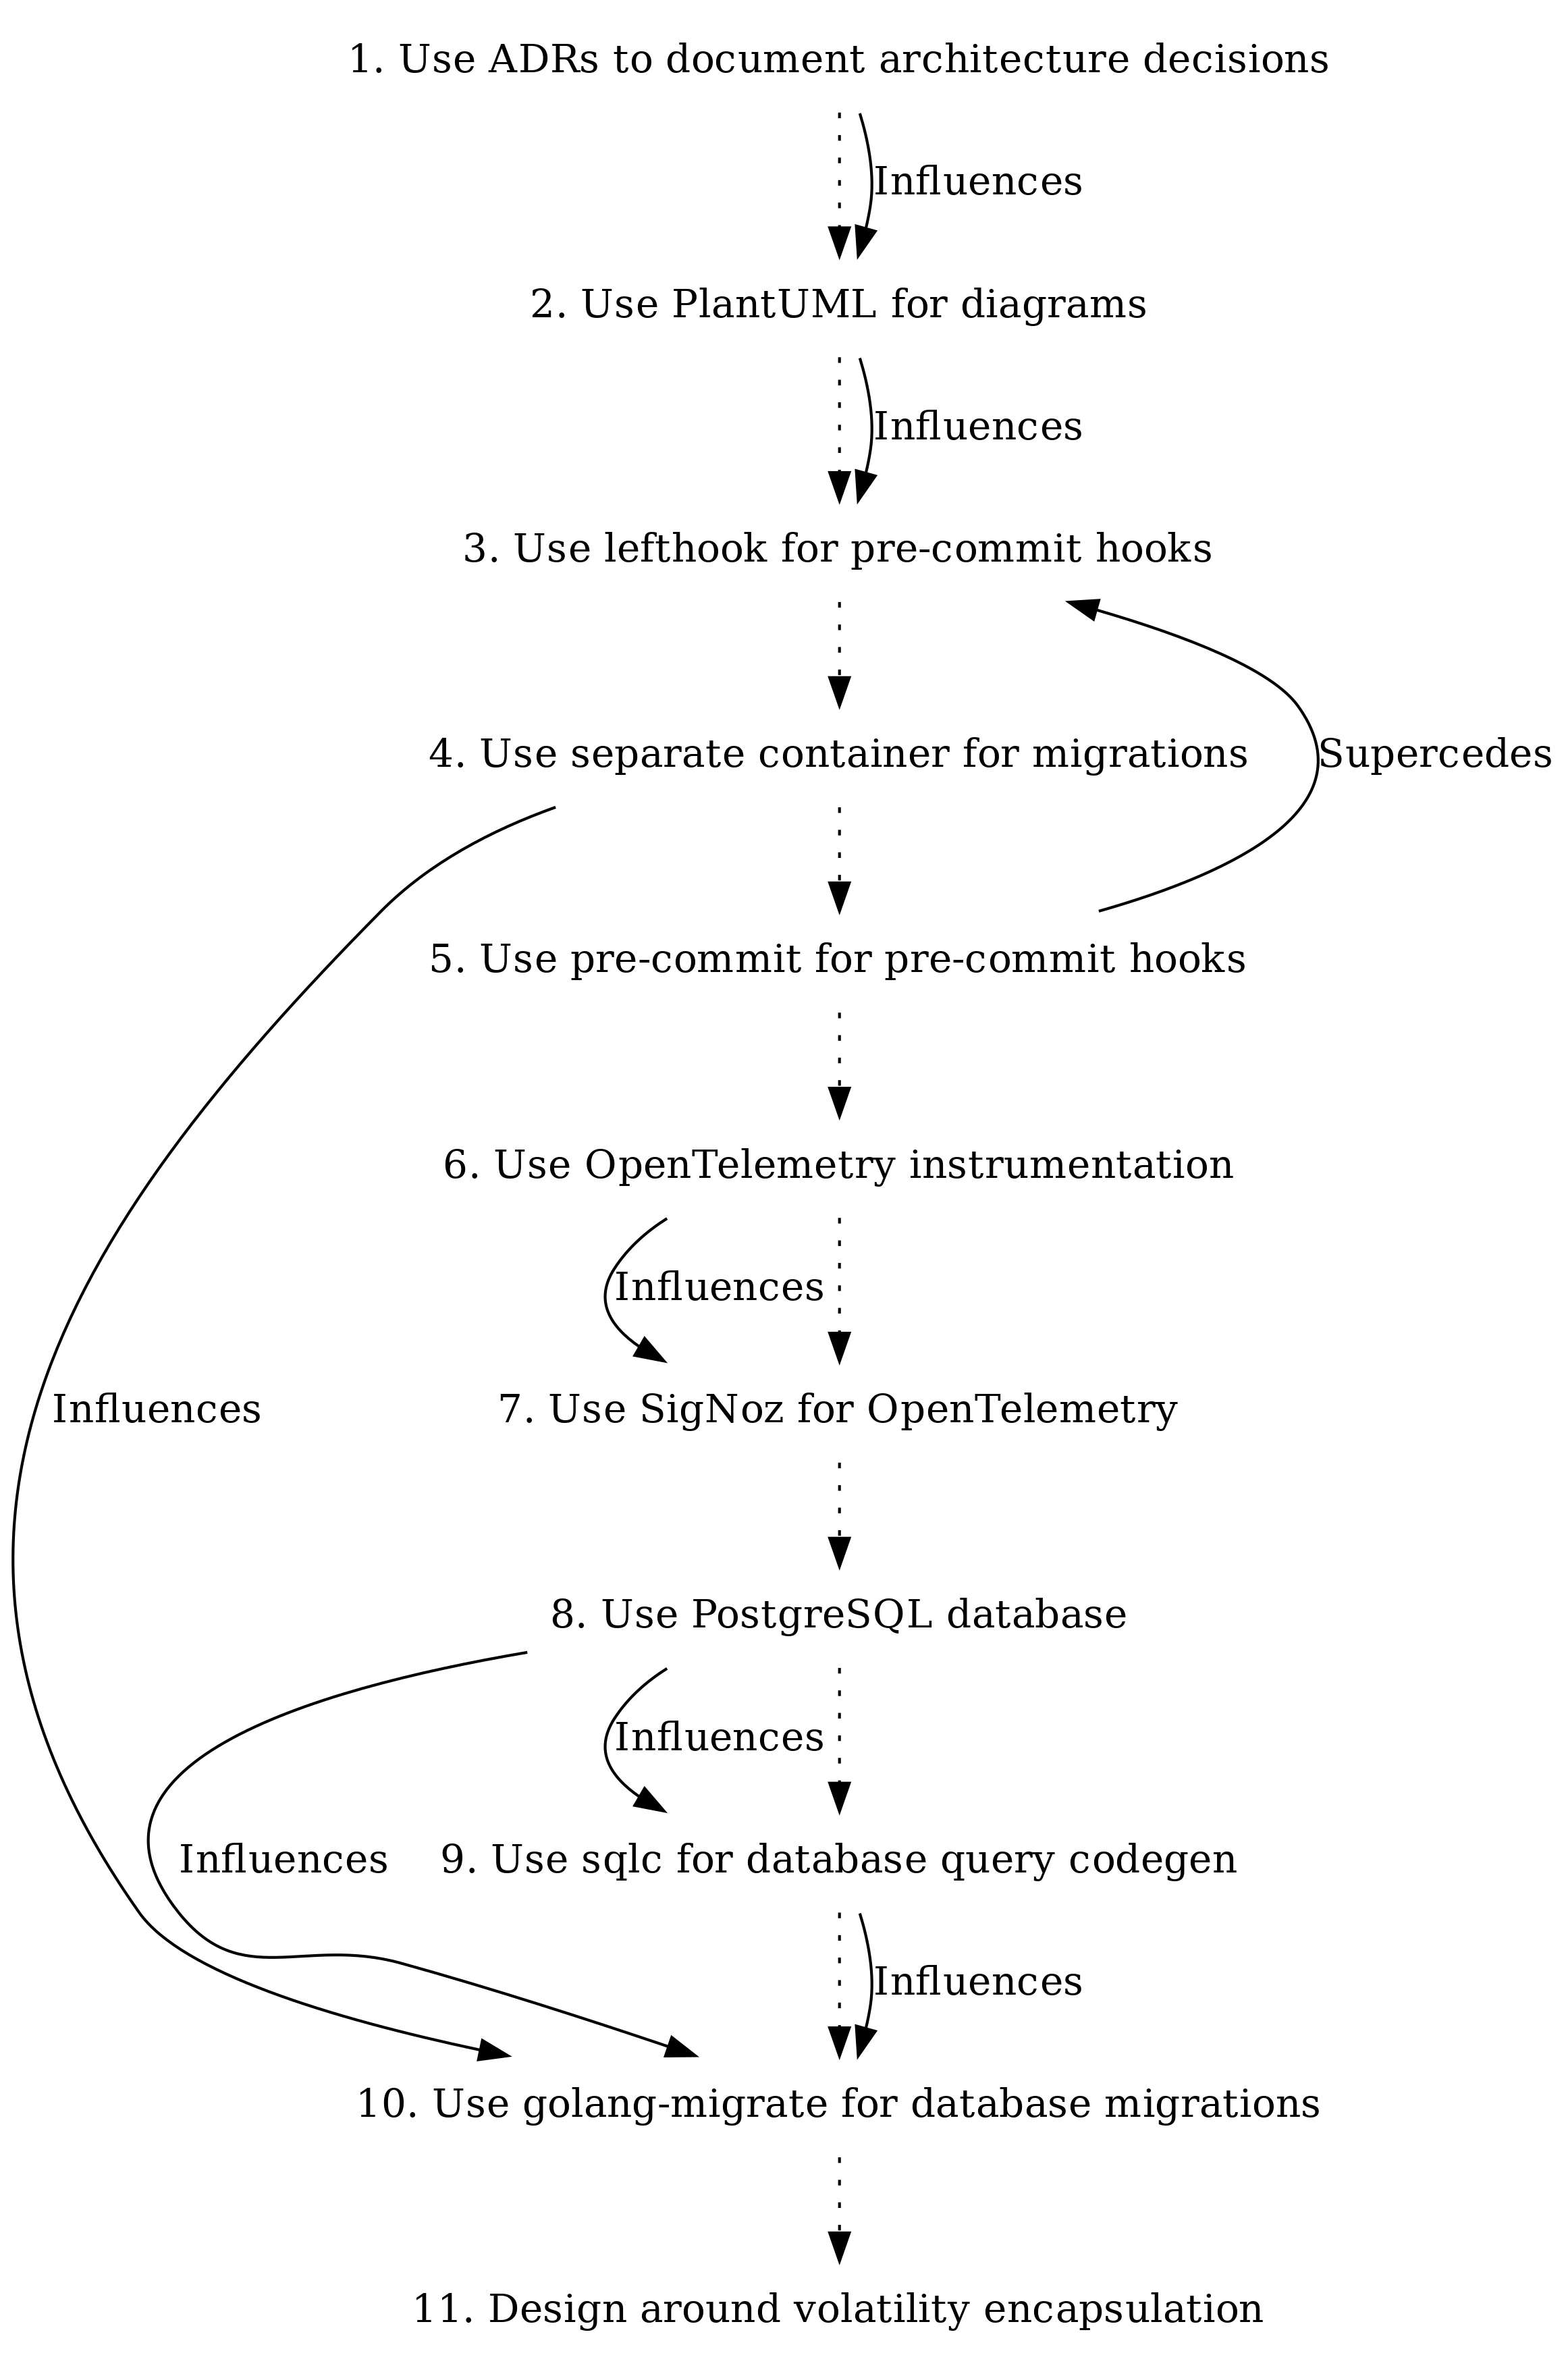 1. Use ADRs to document architecture decisions
Influences
2. Use PlantUML for diagrams
Influences
3. Use lefthook for pre-commit hooks
4. Use separate container for migrations
Supercedes
5. Use pre-commit for pre-commit hooks
6. Use OpenTelemetry instrumentation
Influences
Influences
7. Use SigNoz for OpenTelemetry
8. Use PostgreSQL database
Influences
Influences
9. Use sqlc for database query codegen
Influences
10. Use golang-migrate for database migrations
11. Design around volatility encapsulation